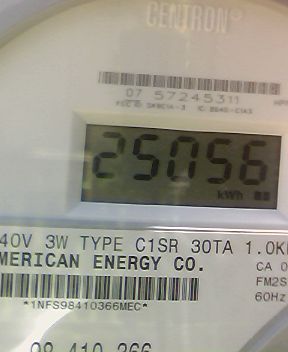 CENTRON®
07 57245311
25056
kWh
40V 3W TYPE C1SR 30TA 1.0K
MERICAN ENERGY CO.
CA 0
FM2S
60Hz
*1NFS98410366MEC*
98 410 366